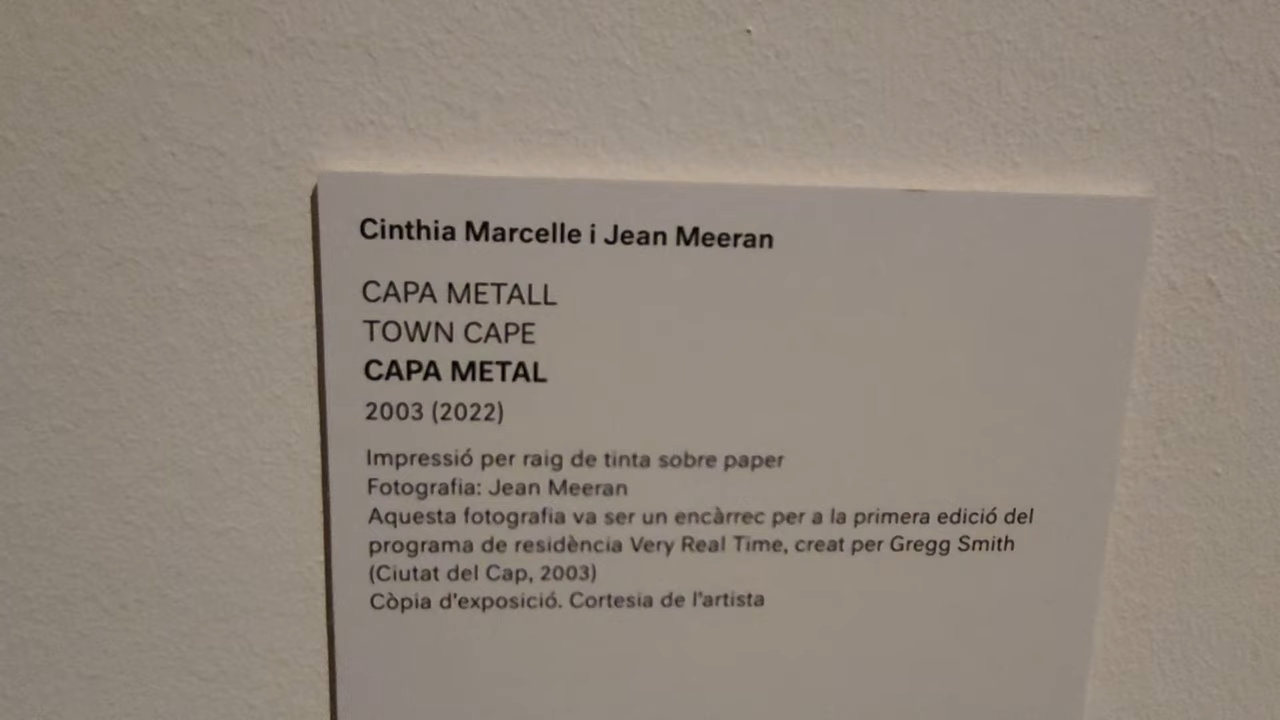 Cinthia Marcelle i Jean Meeran
CAPA METALL
TOWN CAPE
CAPA METAL
2003 (2022)
Impressió per raig de tinta sobre paper
Fotografia: Jean Meeran
Aquesta fotografia va ser un encàrrec per a la primera edició del
programa de residència Very Real Time, creat per Gregg Smith
(Ciutat del Cap, 2003)
Còpia d'exposició. Cortesia de l'artista